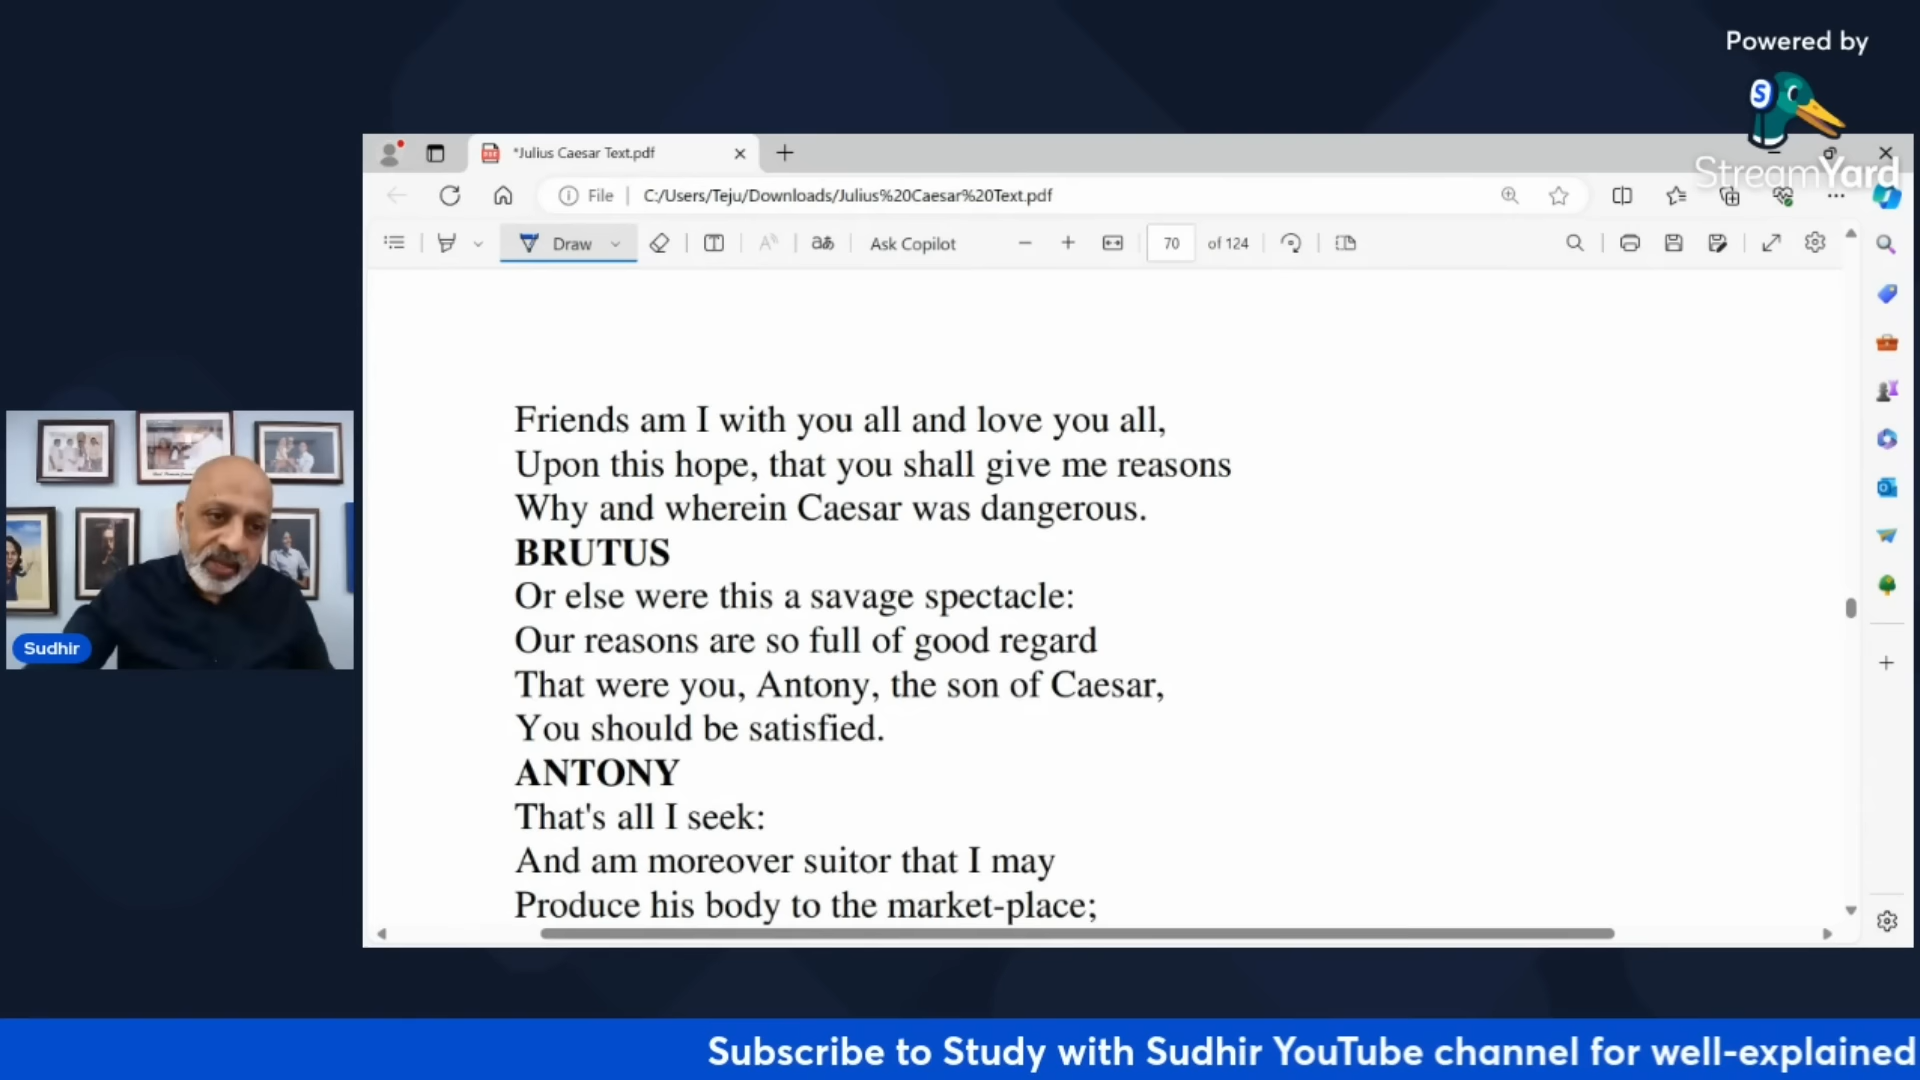 Powered by
S
StreamYard
*Julius Caesar Text.pdf
File
C:/Users/Teju/Downloads/Julius%20Caesar%20Text.pdf
Draw
Ask Copilot
70 of 124
Friends am I with you all and love you all,
Upon this hope, that you shall give me reasons
Why and wherein Caesar was dangerous.
BRUTUS
Or else were this a savage spectacle:
Our reasons are so full of good regard
That were you, Antony, the son of Caesar,
You should be satisfied.
ANTONY
That's all I seek:
And am moreover suitor that I may
Produce his body to the market-place;
Sudhir
Subscribe to Study with Sudhir YouTube channel for well-explained